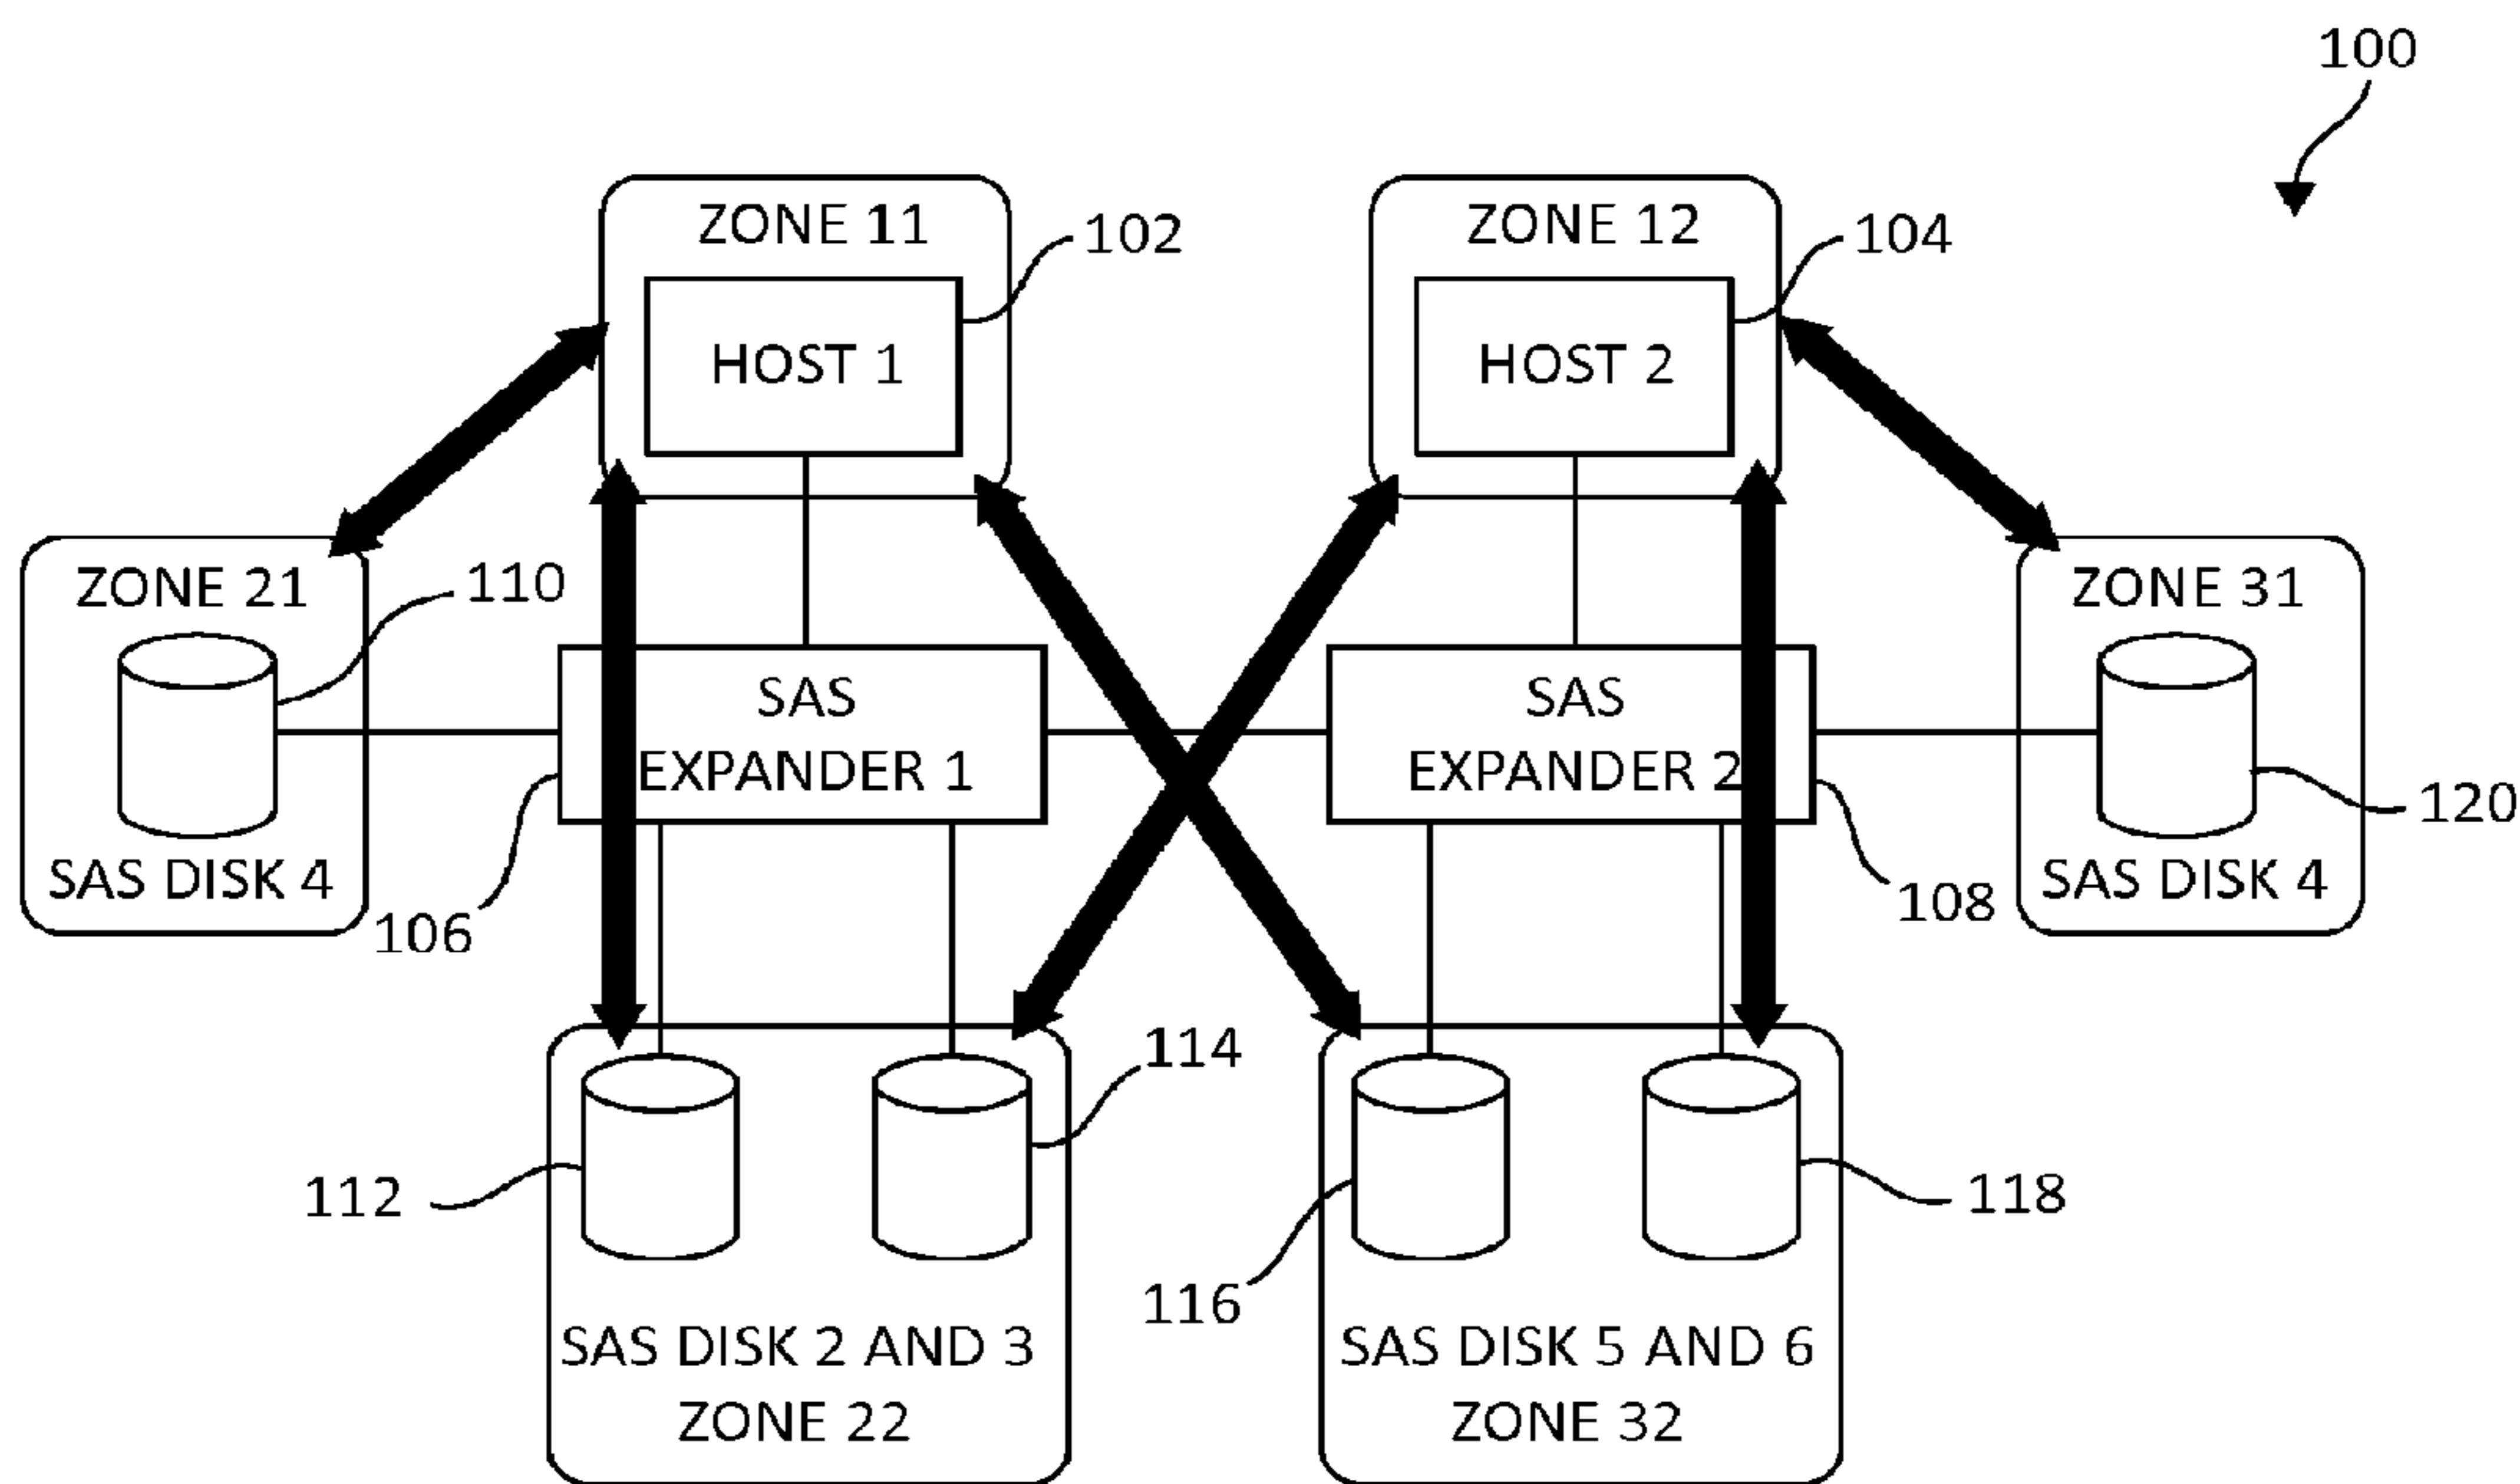 100
ZONE 11
102
ZONE 12
104
HOST 1
HOST 2
ZONE 21
110
ZONE 31
SAS
EXPANDER 1
SAS
EXPANDER 2
120
SAS DISK 4
106
108
SAS DISK 4
114
112
118
116
SAS DISK 2 AND 3
ZONE 22
SAS DISK 5 AND 6
ZONE 32